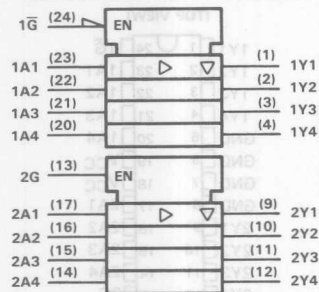 1G̅ (24) EN
1A1 (23) (1) 1Y1
1A2 (22) (2) 1Y2
1A3 (21) (3) 1Y3
1A4 (20) (4) 1Y4
2G (13) EN
2A1 (17) (9) 2Y1
2A2 (16) (10) 2Y2
2A3 (15) (11) 2Y3
2A4 (14) (12) 2Y4